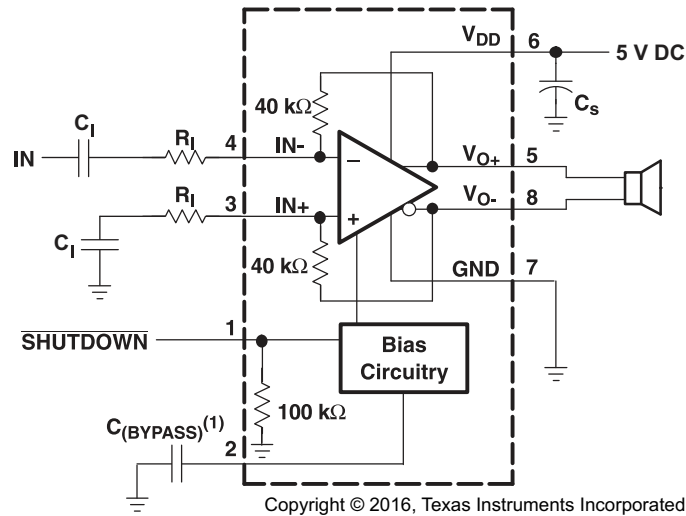 V_DD 6
5 V DC
C_s
40 kΩ
C_I
R_I 4 IN-
IN
−
V_O+ 5
R_I 3 IN+
+
V_O- 8
C_I
40 kΩ
GND 7
SHUTDOWN 1
Bias
Circuitry
100 kΩ
C_(BYPASS)^(1) 2
Copyright © 2016, Texas Instruments Incorporated